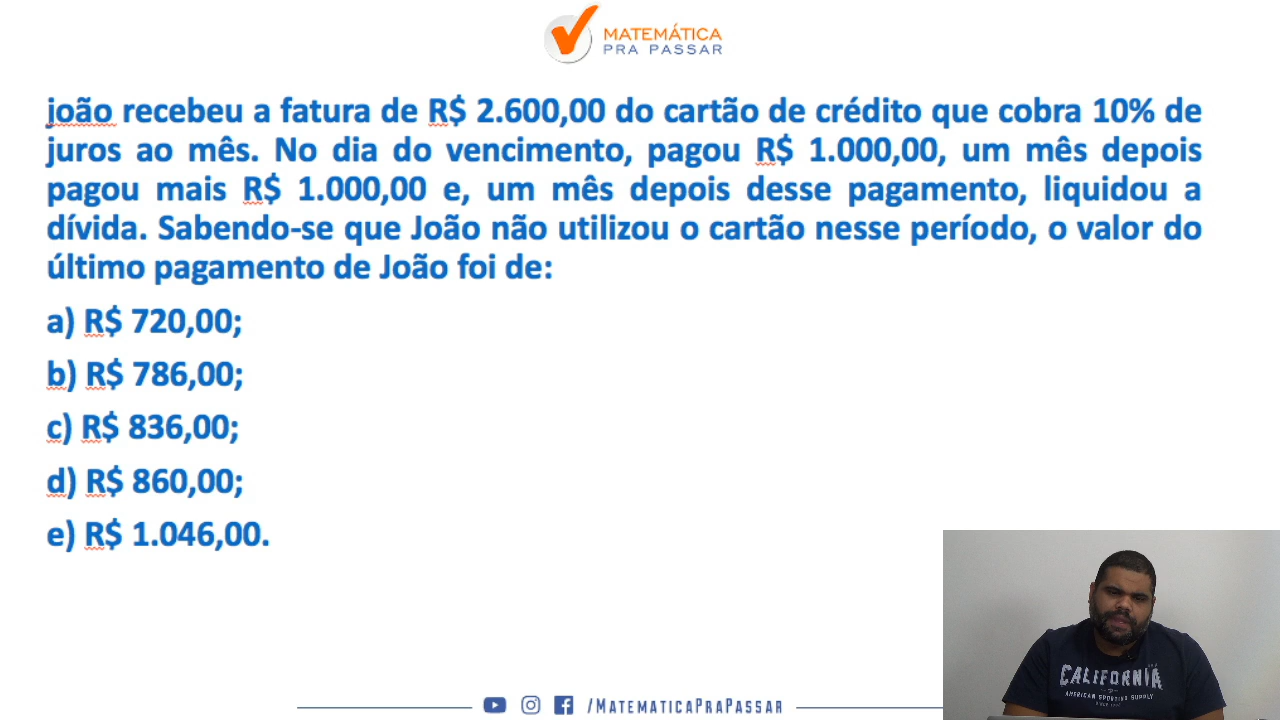 MATEMÁTICA
PRA PASSAR
joão recebeu a fatura de R$ 2.600,00 do cartão de crédito que cobra 10% de
juros ao mês. No dia do vencimento, pagou R$ 1.000,00, um mês depois
pagou mais R$ 1.000,00 e, um mês depois desse pagamento, liquidou a
dívida. Sabendo-se que João não utilizou o cartão nesse período, o valor do
último pagamento de João foi de:
a) R$ 720,00;
b) R$ 786,00;
c) R$ 836,00;
d) R$ 860,00;
e) R$ 1.046,00.
CALIFORNIA
AMERICAN SPORTING SUPPLY
/MATEMATICAPRAPASSAR